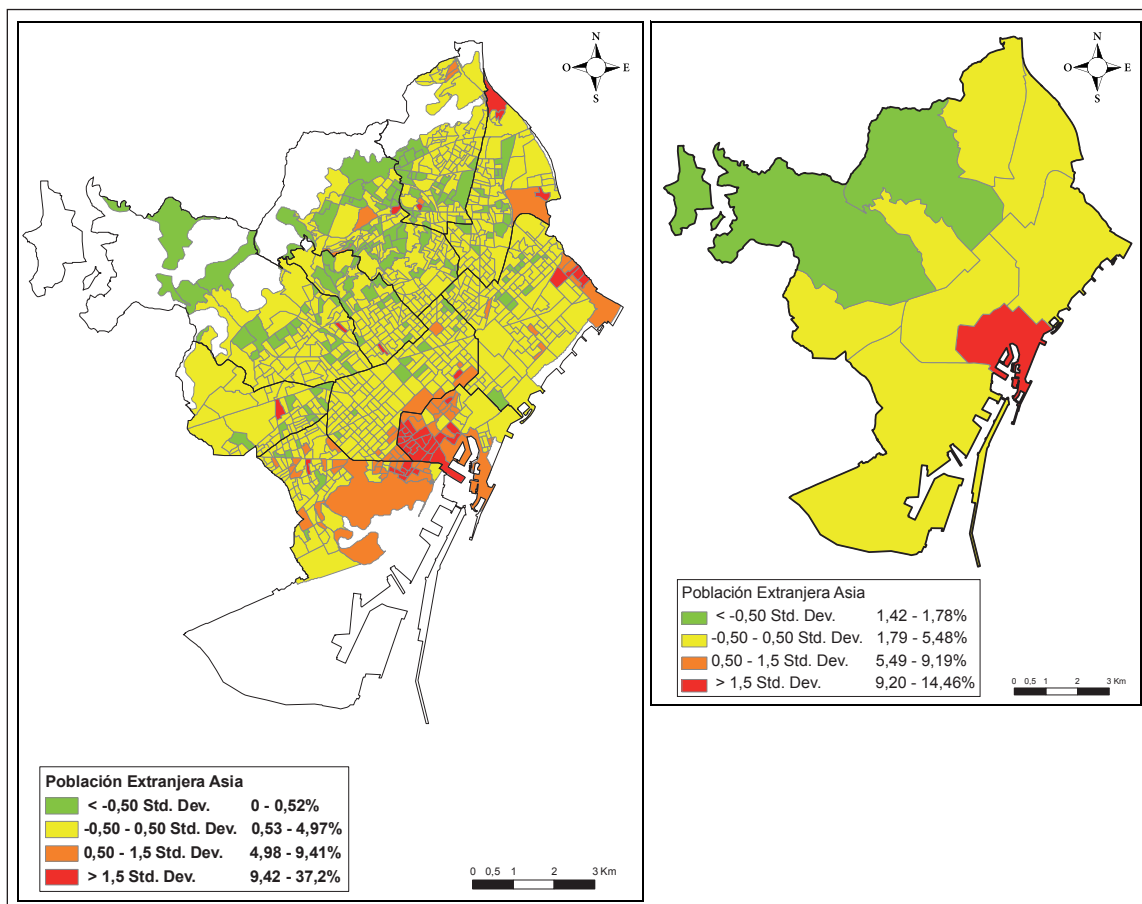 N
O E
S
Población Extranjera Asia
< -0,50 Std. Dev. 0 - 0,52%
-0,50 - 0,50 Std. Dev. 0,53 - 4,97%
0,50 - 1,5 Std. Dev. 4,98 - 9,41%
> 1,5 Std. Dev. 9,42 - 37,2%
0 0,5 1 2 3 Km
N
O E
S
Población Extranjera Asia
< -0,50 Std. Dev. 1,42 - 1,78%
-0,50 - 0,50 Std. Dev. 1,79 - 5,48%
0,50 - 1,5 Std. Dev. 5,49 - 9,19%
> 1,5 Std. Dev. 9,20 - 14,46%
0 0,5 1 2 3 Km